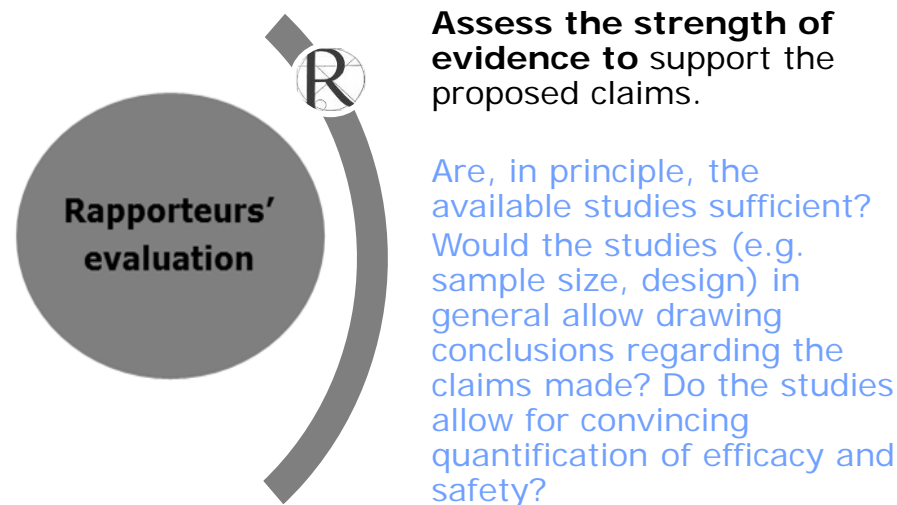 Assess the strength of
evidence to support the
proposed claims.
R
Rapporteurs’
evaluation
Are, in principle, the
available studies sufficient?
Would the studies (e.g.
sample size, design) in
general allow drawing
conclusions regarding the
claims made? Do the studies
allow for convincing
quantification of efficacy and
safety?